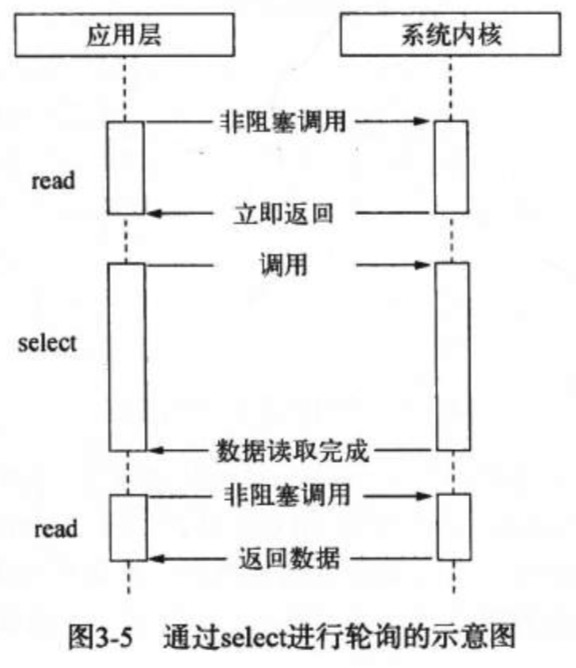 应用层 系统内核
非阻塞调用
read
立即返回
调用
select
数据读取完成
非阻塞调用
read
返回数据
图3-5 通过select进行轮询的示意图